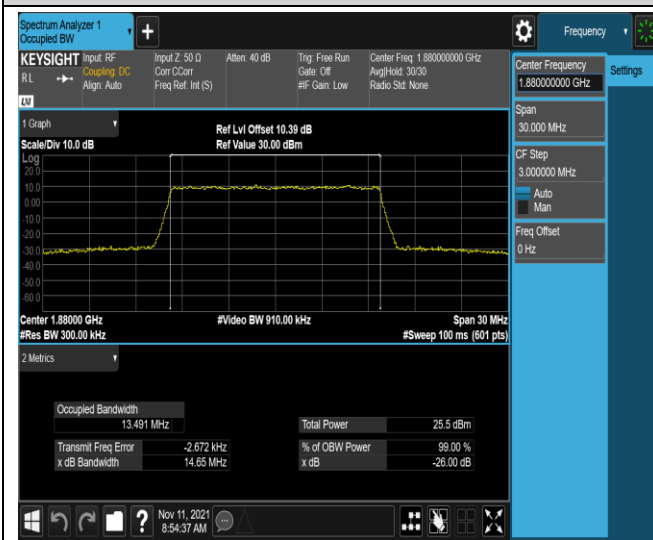 Spectrum Analyzer 1
Occupied BW
Frequency
KEYSIGHT
R L
LXI
Input: RF
Coupling: DC
Align: Auto
Input Z: 50 Ω
Corr CCorr
Freq Ref: Int (S)
Atten: 40 dB
Trig: Free Run
Gate: Off
#IF Gain: Low
Center Freq: 1.880000000 GHz
Avg|Hold: 30/30
Radio Std: None
Center Frequency
1.880000000 GHz
Settings
Span
30.000 MHz
CF Step
3.000000 MHz
Auto
Man
Freq Offset
0 Hz
1 Graph
Scale/Div 10.0 dB
Ref Lvl Offset 10.39 dB
Ref Value 30.00 dBm
Log
20.0
10.0
0.00
-10.0
-20.0
-30.0
-40.0
-50.0
-60.0
Center 1.88000 GHz
#Video BW 910.00 kHz
Span 30 MHz
#Res BW 300.00 kHz
#Sweep 100 ms (601 pts)
2 Metrics
Occupied Bandwidth
13.491 MHz
Total Power 25.5 dBm
Transmit Freq Error -2.672 kHz
% of OBW Power 99.00 %
x dB Bandwidth 14.65 MHz
x dB -26.00 dB
?
Nov 11, 2021
8:54:37 AM